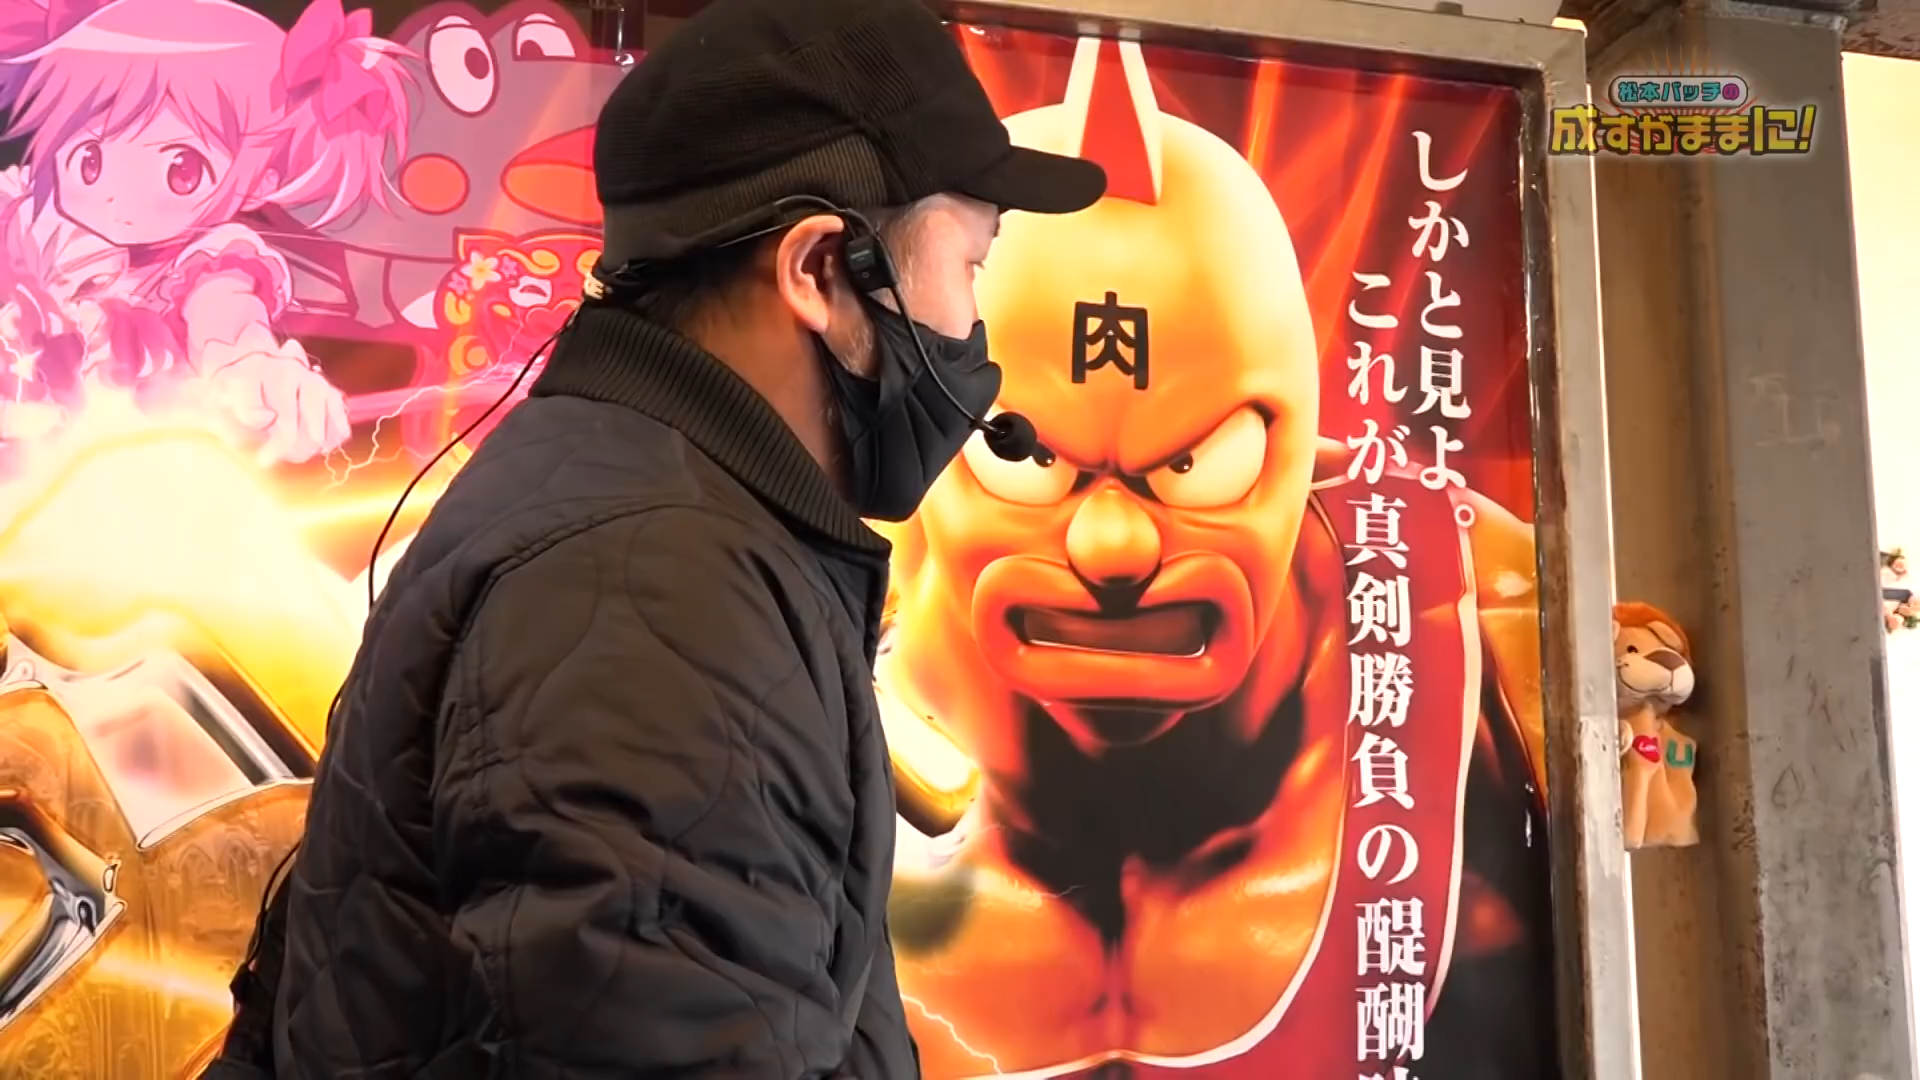 松本バッチの
成すがままに!
しかと見よ。
これが真剣勝負の醍醐
肉
U